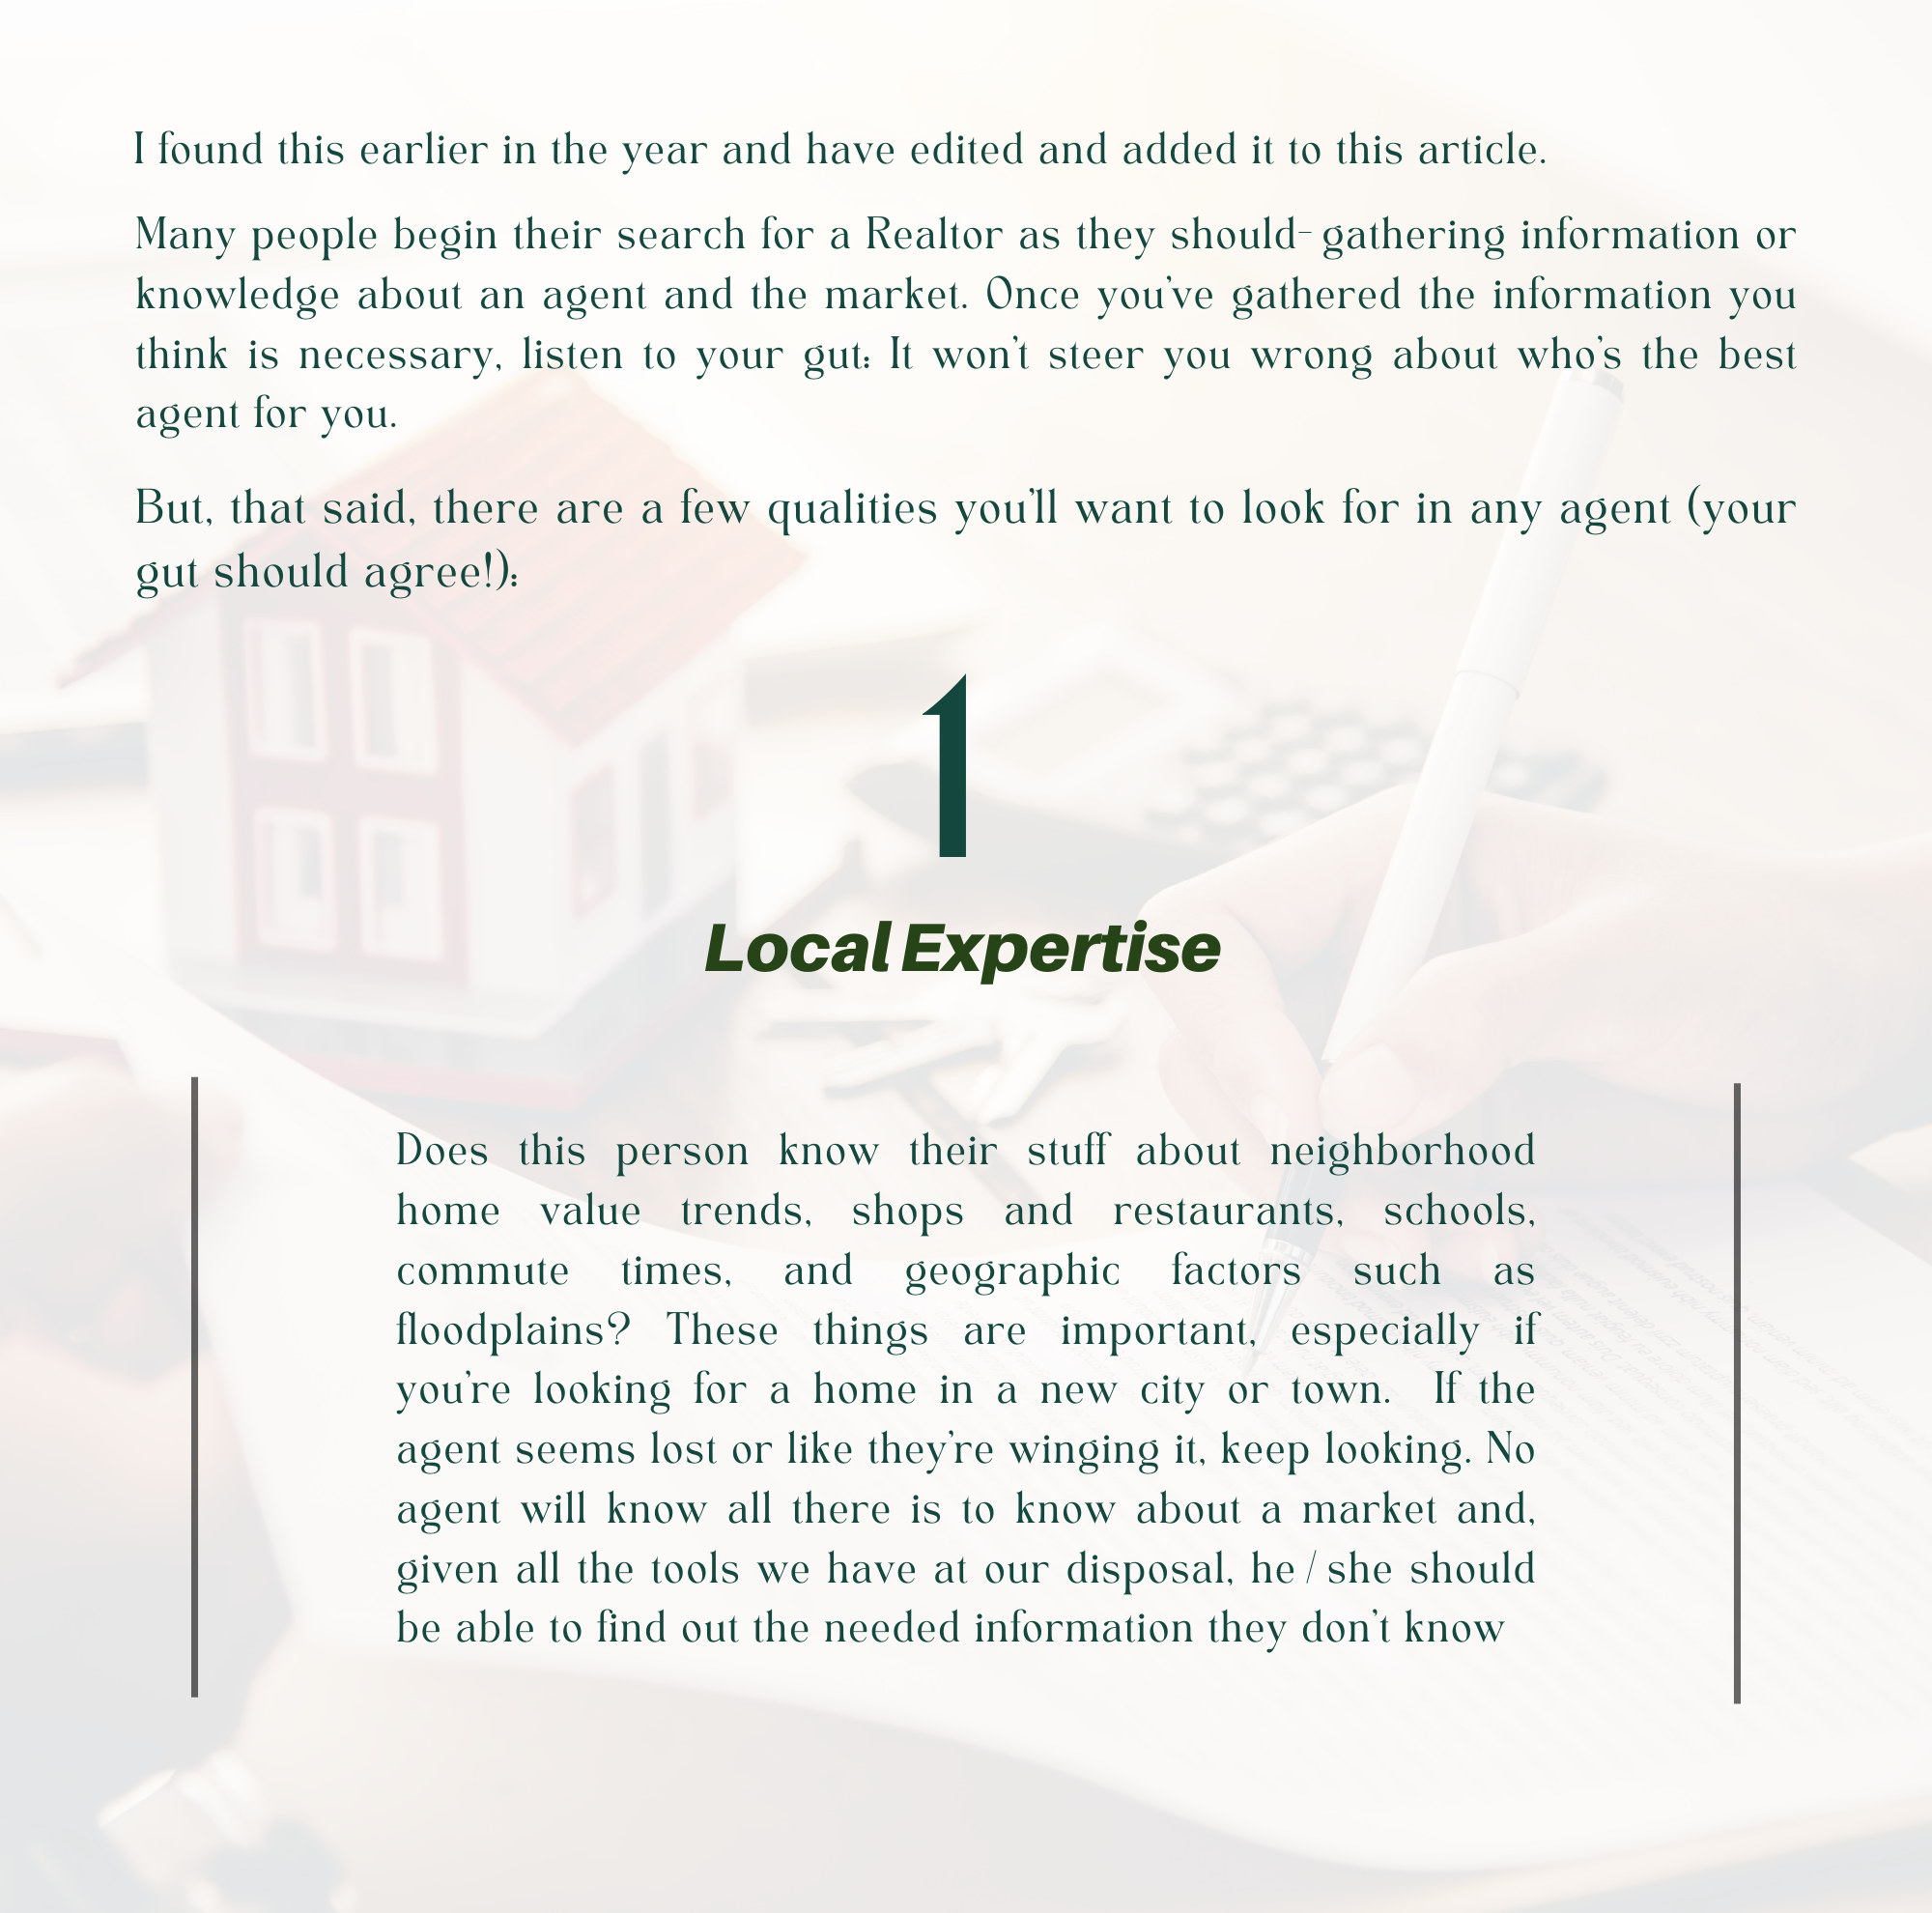 I found this earlier in the year and have edited and added it to this article.
Many people begin their search for a Realtor as they should-gathering information or
knowledge about an agent and the market. Once you've gathered the information you
think is necessary, listen to your gut: It won't steer you wrong about who's the best
agent for you.
But, that said, there are a few qualities you'll want to look for in any agent (your
gut should agree!):
1
Local Expertise
Does this person know their stuff about neighborhood
home value trends, shops and restaurants, schools,
commute times, and geographic factors such as
floodplains? These things are important, especially if
you're looking for a home in a new city or town.  If the
agent seems lost or like they're winging it, keep looking. No
agent will know all there is to know about a market and,
given all the tools we have at our disposal, he/she should
be able to find out the needed information they don't know